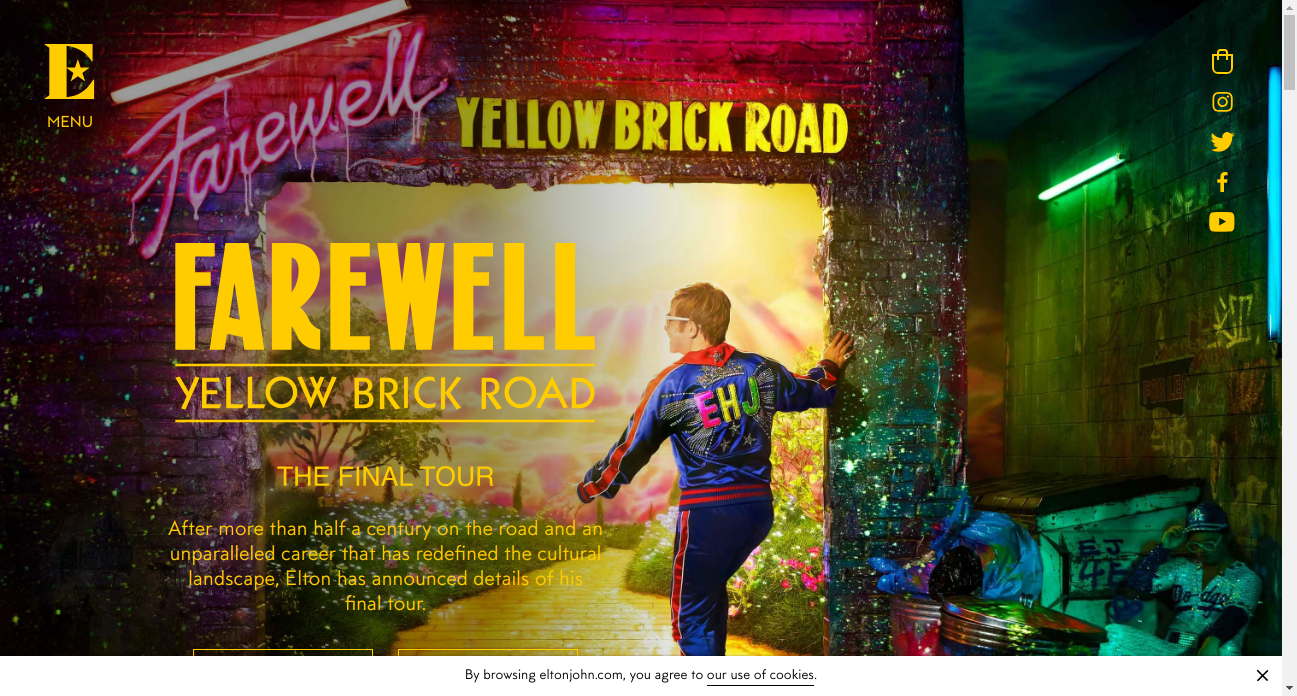 E
MENU
Farewell
YELLOW BRICK ROAD
FAREWELL
YELLOW BRICK ROAD
EHJ
THE FINAL TOUR
After more than half a century on the road and an
unparalleled career that has redefined the cultural
landscape, Elton has announced details of his
final tour.
EJ
Dodge
By browsing eltonjohn.com, you agree to our use of cookies.